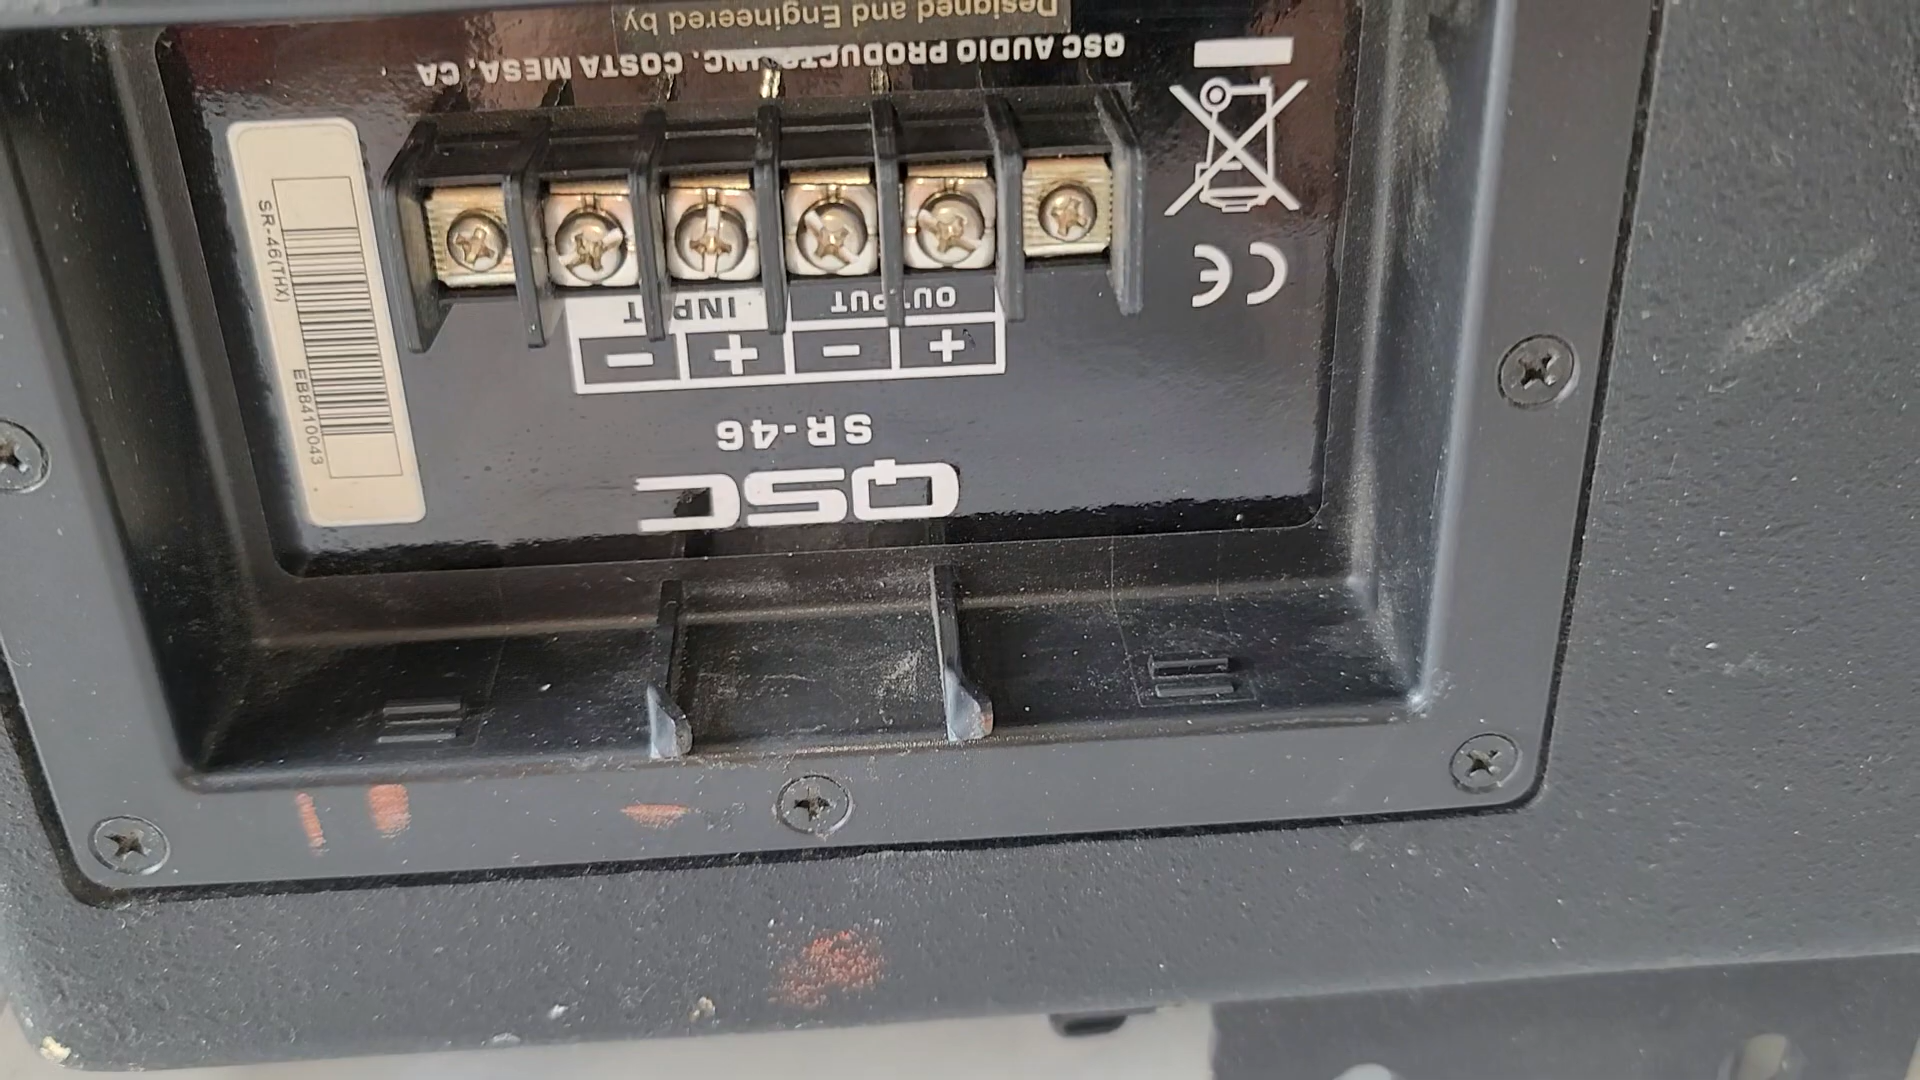 QSC
SR-46
+ - + -
OUTPUT INPUT
QSC AUDIO PRODUCTS, INC. COSTA MESA, CA
Designed and Engineered by
CE
SR-46(THX)
EB8410043